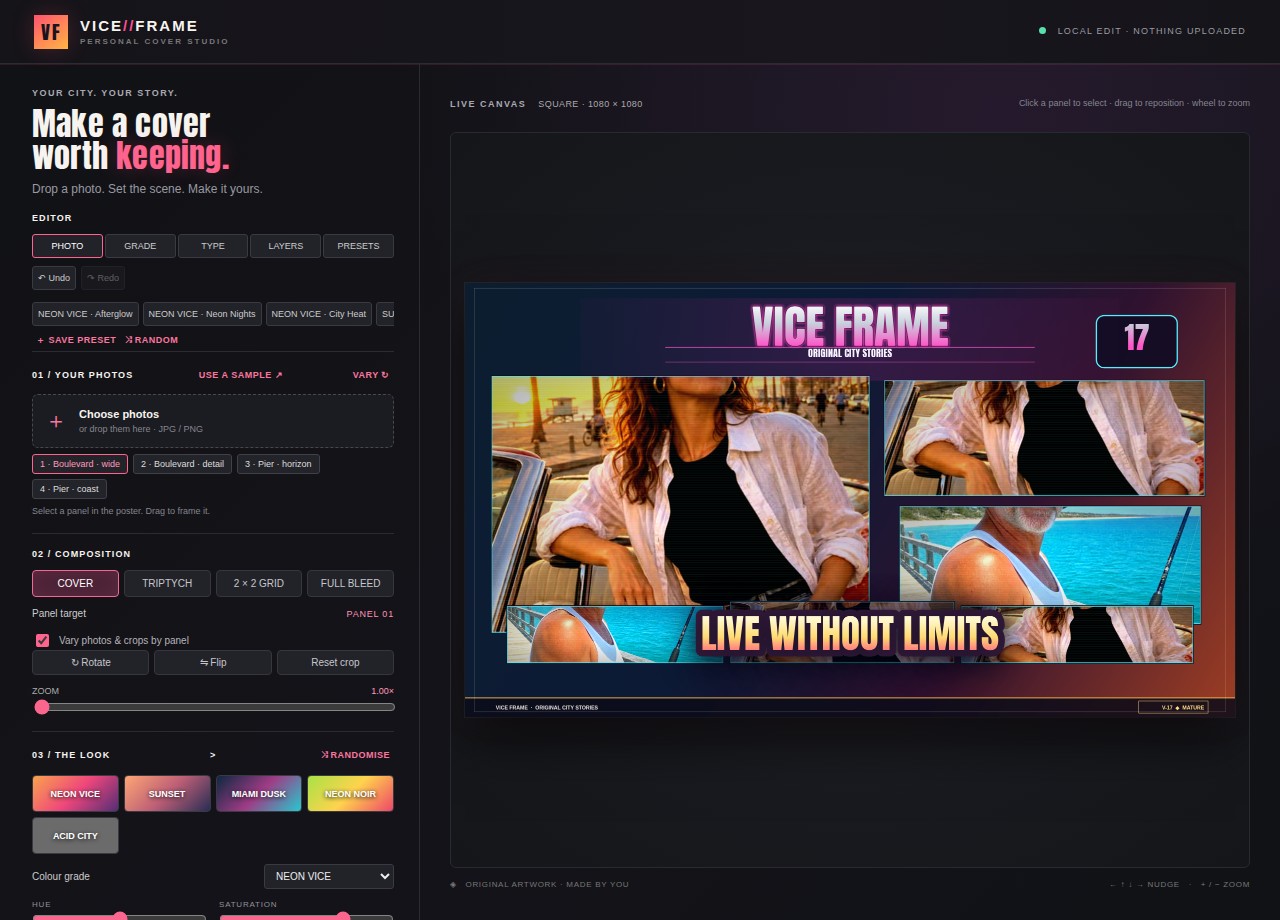 VF
VICE//FRAME
PERSONAL COVER STUDIO
LOCAL EDIT · NOTHING UPLOADED
YOUR CITY. YOUR STORY.
Make a cover
worth keeping.
Drop a photo. Set the scene. Make it yours.
EDITOR
PHOTO GRADE TYPE LAYERS PRESETS
↶ Undo ↷ Redo
NEON VICE · Afterglow NEON VICE · Neon Nights NEON VICE · City Heat SU
+ SAVE PRESET ⤨ RANDOM
01 / YOUR PHOTOS USE A SAMPLE ↗ VARY ↻
+
Choose photos
or drop them here · JPG / PNG
1 · Boulevard · wide 2 · Boulevard · detail 3 · Pier · horizon
4 · Pier · coast
Select a panel in the poster. Drag to frame it.
02 / COMPOSITION
COVER TRIPTYCH 2 × 2 GRID FULL BLEED
Panel target PANEL 01
Vary photos & crops by panel
↻ Rotate ⇋ Flip Reset crop
ZOOM 1.00×
03 / THE LOOK > ⤨ RANDOMISE
NEON VICE SUNSET MIAMI DUSK NEON NOIR
ACID CITY
Colour grade NEON VICE
HUE SATURATION
LIVE CANVAS SQUARE · 1080 × 1080
Click a panel to select · drag to reposition · wheel to zoom
VICE FRAME
ORIGINAL CITY STORIES
17
LIVE WITHOUT LIMITS
VICE FRAME · ORIGINAL CITY STORIES
V-17 ◆ MATURE
◈ ORIGINAL ARTWORK · MADE BY YOU
← ↑ ↓ → NUDGE · + / − ZOOM